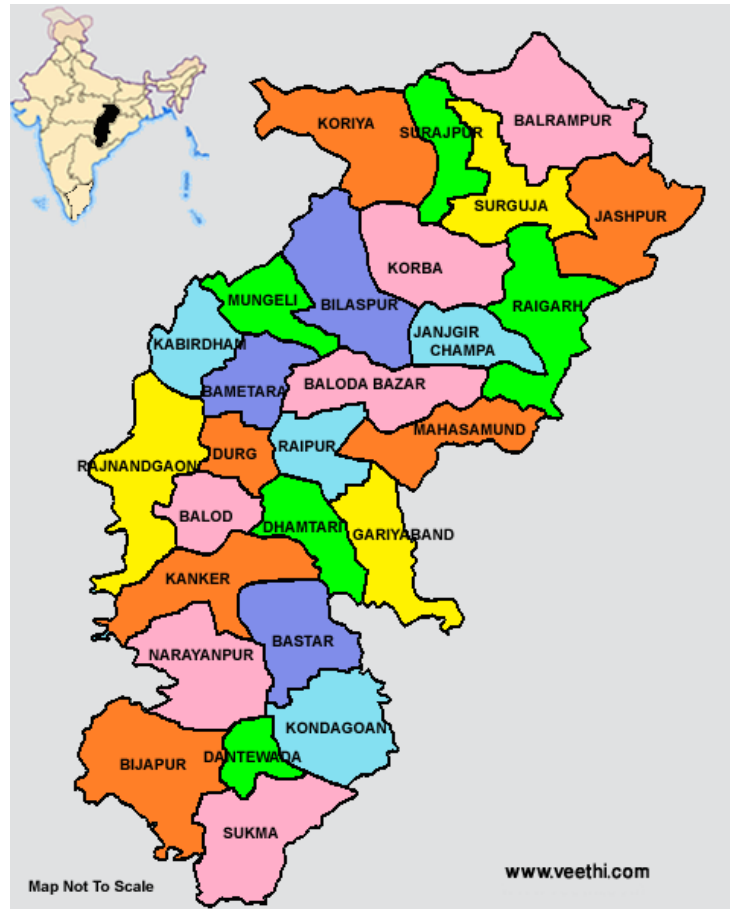 BALRAMPUR
KORIYA
SURAJPUR
SURGUJA
JASHPUR
KORBA
MUNGELI
BILASPUR
RAIGARH
JANJGIR
CHAMPA
KABIRDHAM
BAMETARA
BALODA BAZAR
MAHASAMUND
RAIPUR
DURG
RAJNANDGAON
BALOD
DHAMTARI
GARIYABAND
KANKER
BASTAR
NARAYANPUR
KONDAGOAN
DANTEWADA
BIJAPUR
SUKMA
www.veethi.com
Map Not To Scale